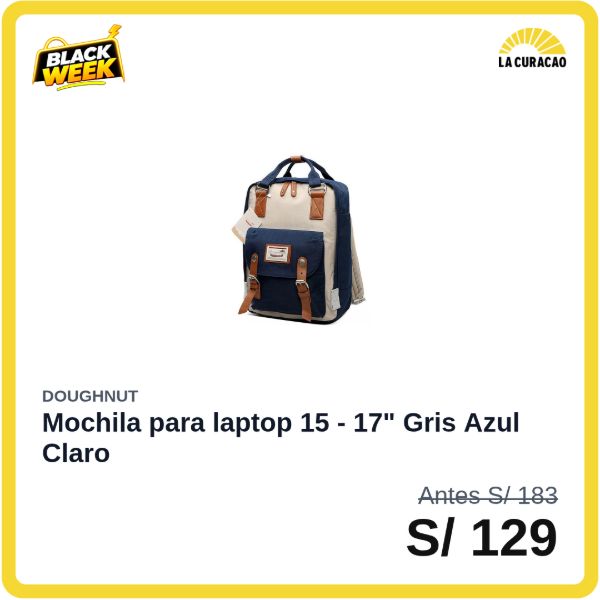 BLACK
WEEK
LA CURACAO
DOUGHNUT
Mochila para laptop 15 - 17" Gris Azul
Claro
Antes S/ 183
S/ 129